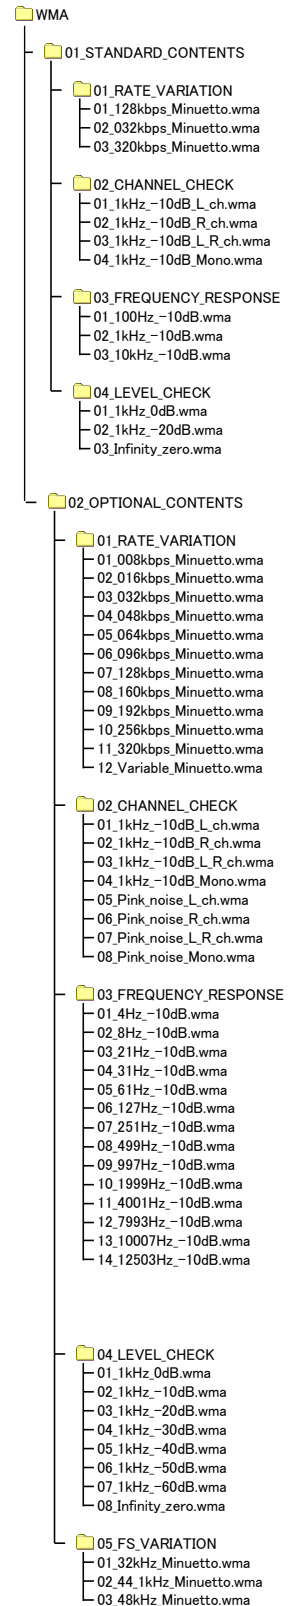 WMA
01_STANDARD_CONTENTS
01_RATE_VARIATION
01_128kbps_Minuetto.wma
02_032kbps_Minuetto.wma
03_320kbps_Minuetto.wma
02_CHANNEL_CHECK
01_1kHz_-10dB_L_ch.wma
02_1kHz_-10dB_R_ch.wma
03_1kHz_-10dB_L_R_ch.wma
04_1kHz_-10dB_Mono.wma
03_FREQUENCY_RESPONSE
01_100Hz_-10dB.wma
02_1kHz_-10dB.wma
03_10kHz_-10dB.wma
04_LEVEL_CHECK
01_1kHz_0dB.wma
02_1kHz_-20dB.wma
03_Infinity_zero.wma
02_OPTIONAL_CONTENTS
01_RATE_VARIATION
01_008kbps_Minuetto.wma
02_016kbps_Minuetto.wma
03_032kbps_Minuetto.wma
04_048kbps_Minuetto.wma
05_064kbps_Minuetto.wma
06_096kbps_Minuetto.wma
07_128kbps_Minuetto.wma
08_160kbps_Minuetto.wma
09_192kbps_Minuetto.wma
10_256kbps_Minuetto.wma
11_320kbps_Minuetto.wma
12_Variable_Minuetto.wma
02_CHANNEL_CHECK
01_1kHz_-10dB_L_ch.wma
02_1kHz_-10dB_R_ch.wma
03_1kHz_-10dB_L_R_ch.wma
04_1kHz_-10dB_Mono.wma
05_Pink_noise_L_ch.wma
06_Pink_noise_R_ch.wma
07_Pink_noise_L_R_ch.wma
08_Pink_noise_Mono.wma
03_FREQUENCY_RESPONSE
01_4Hz_-10dB.wma
02_8Hz_-10dB.wma
03_21Hz_-10dB.wma
04_31Hz_-10dB.wma
05_61Hz_-10dB.wma
06_127Hz_-10dB.wma
07_251Hz_-10dB.wma
08_499Hz_-10dB.wma
09_997Hz_-10dB.wma
10_1999Hz_-10dB.wma
11_4001Hz_-10dB.wma
12_7993Hz_-10dB.wma
13_10007Hz_-10dB.wma
14_12503Hz_-10dB.wma
04_LEVEL_CHECK
01_1kHz_0dB.wma
02_1kHz_-10dB.wma
03_1kHz_-20dB.wma
04_1kHz_-30dB.wma
05_1kHz_-40dB.wma
06_1kHz_-50dB.wma
07_1kHz_-60dB.wma
08_Infinity_zero.wma
05_FS_VARIATION
01_32kHz_Minuetto.wma
02_44_1kHz_Minuetto.wma
03_48kHz_Minuetto.wma